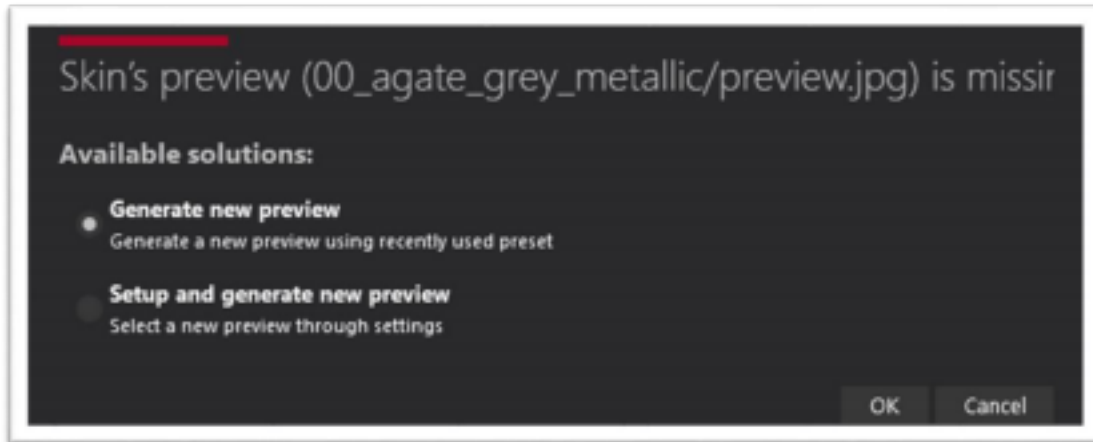 Skin's preview (00_agate_grey_metallic/preview.jpg) is missir
Available solutions:
Generate new preview
Generate a new preview using recently used preset
Setup and generate new preview
Select a new preview through settings
OK Cancel